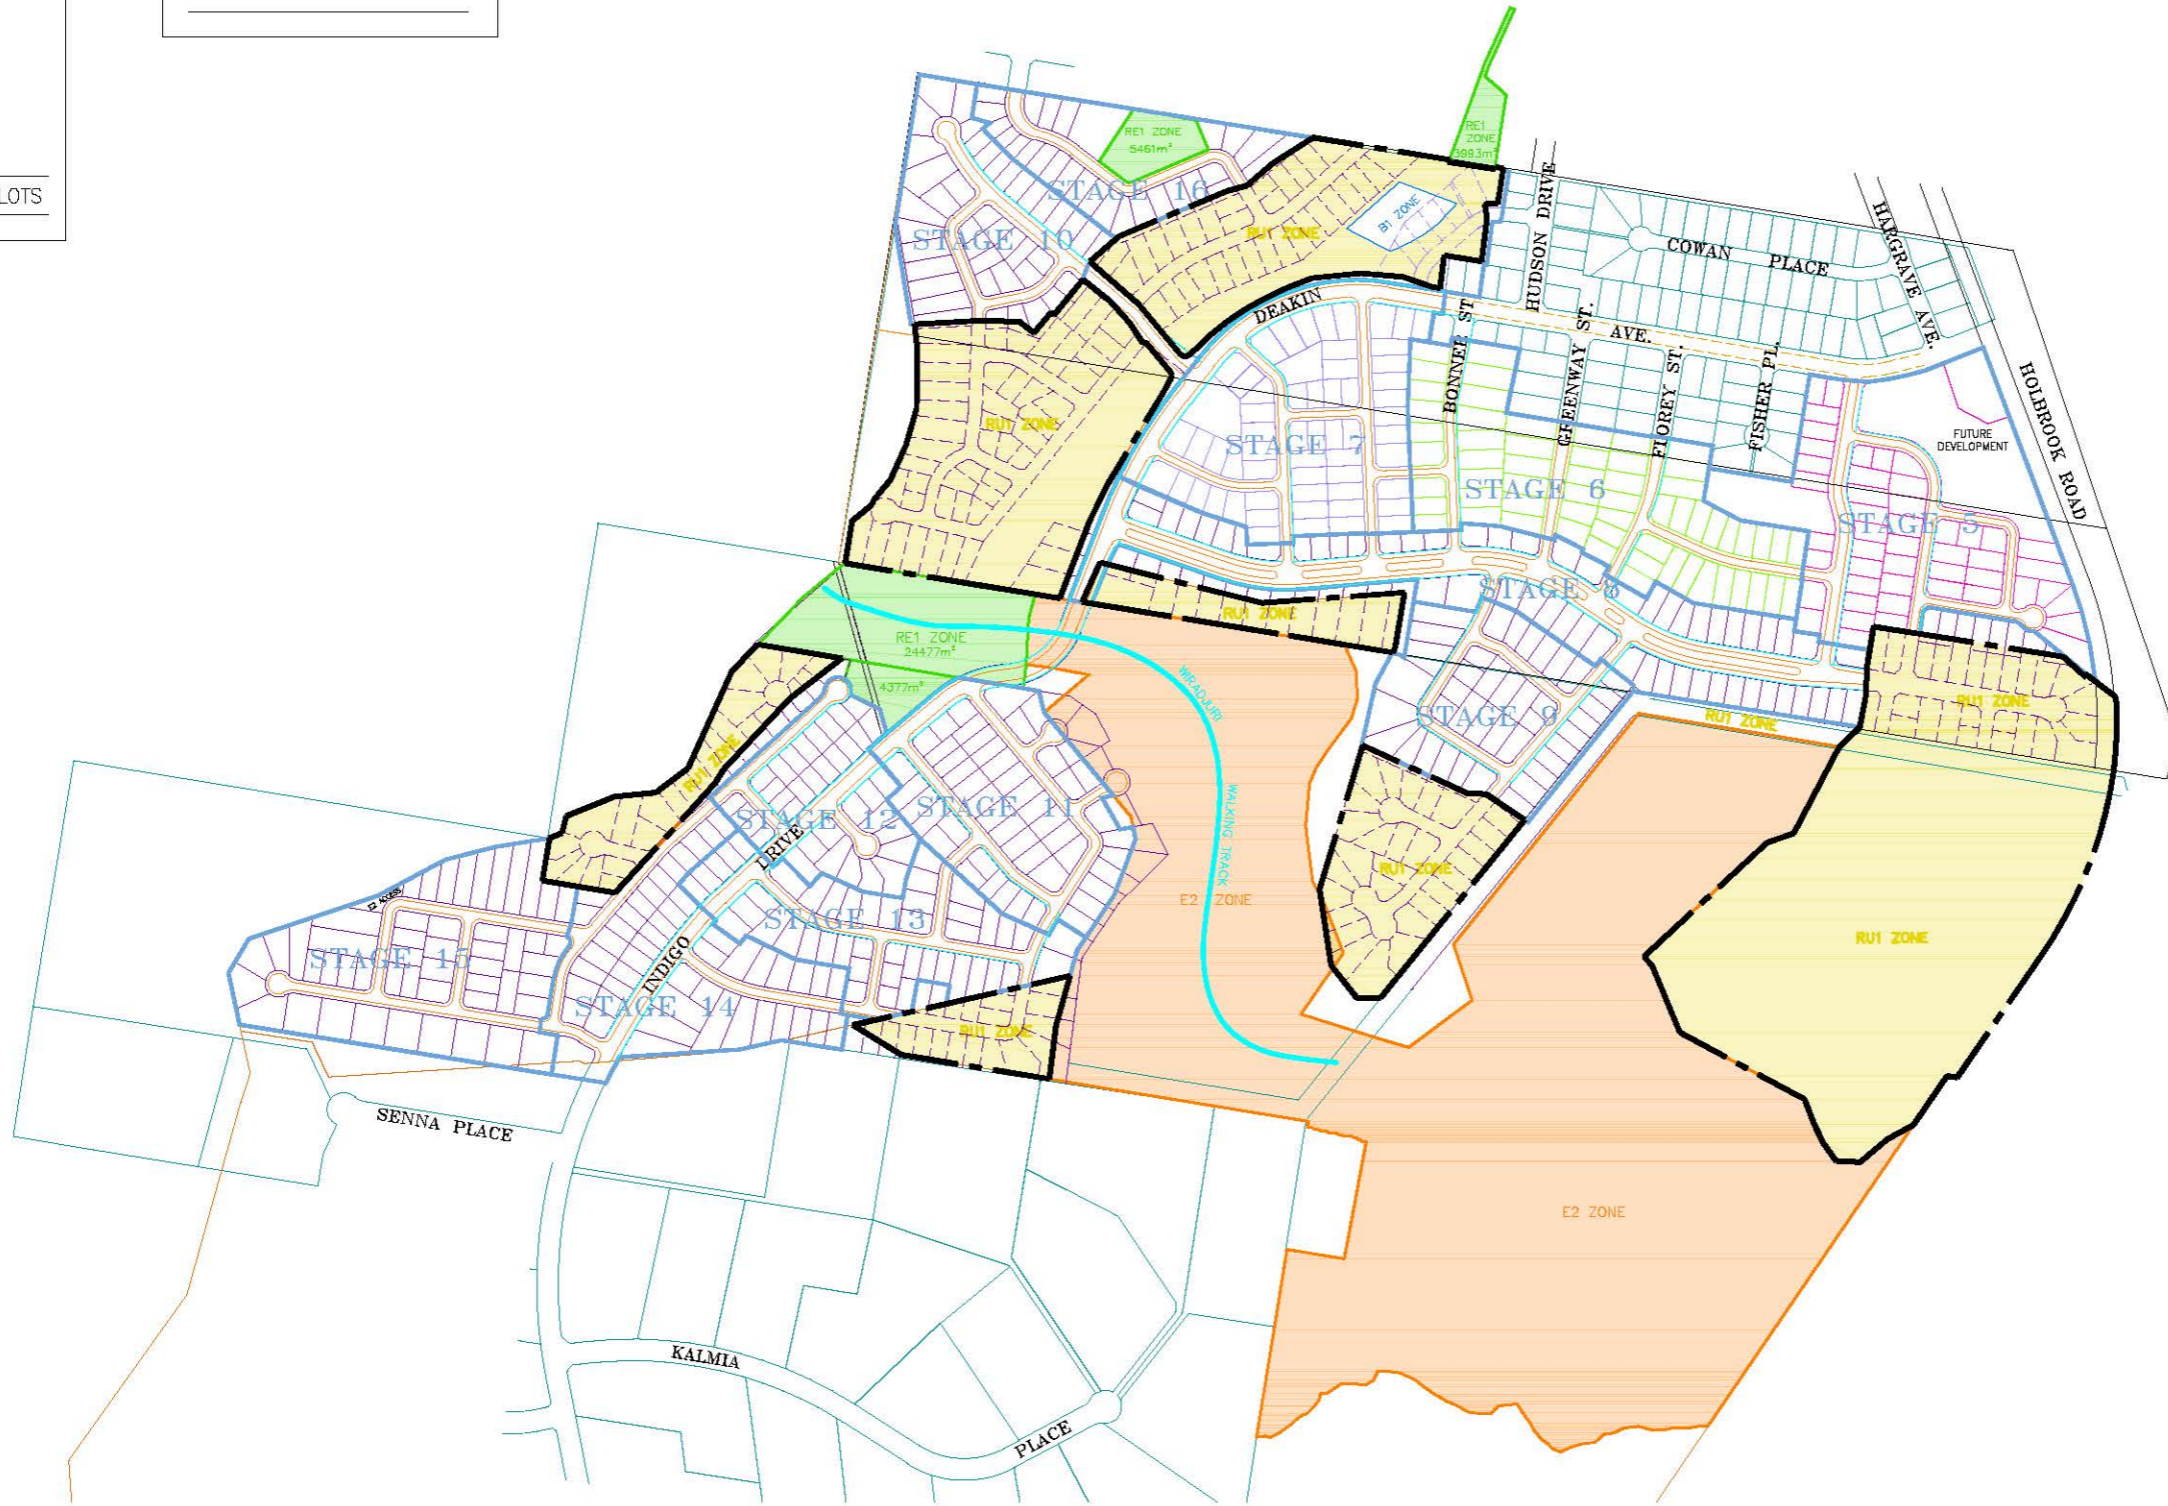 LOTS
RE1 ZONE
5461m²
RE1
ZONE
3993m²
STAGE 16
STAGE 10
RU1 ZONE
B1 ZONE
HUDSON DRIVE
COWAN PLACE
HARGRAVE AVE.
DEAKIN AVE.
BONNER ST
GREENWAY ST.
FLOREY ST.
FISHER PL.
HOLBROOK ROAD
FUTURE
DEVELOPMENT
RU1 ZONE
STAGE 7
STAGE 6
STAGE 5
STAGE 8
RU1 ZONE
RE1 ZONE
24477m²
4377m²
WIRADJURI
WALKING TRACK
STAGE 9
RU1 ZONE
RU1 ZONE
RU1 ZONE
STAGE 12
STAGE 11
INDIGO DRIVE
RU1 ZONE
E2 ZONE
E2 ACCESS
STAGE 13
STAGE 15
STAGE 14
RU1 ZONE
RU1 ZONE
SENNA PLACE
E2 ZONE
KALMIA PLACE